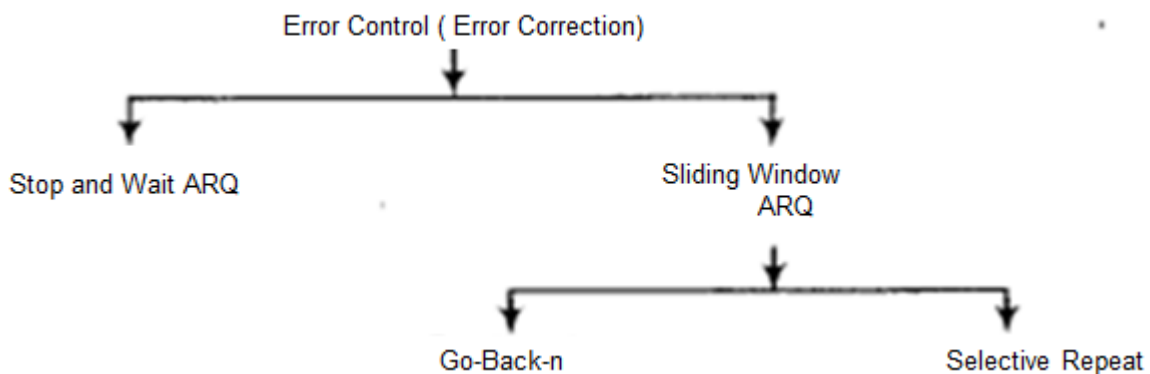 Error Control ( Error Correction)
Stop and Wait ARQ
Sliding Window
ARQ
Go-Back-n
Selective Repeat